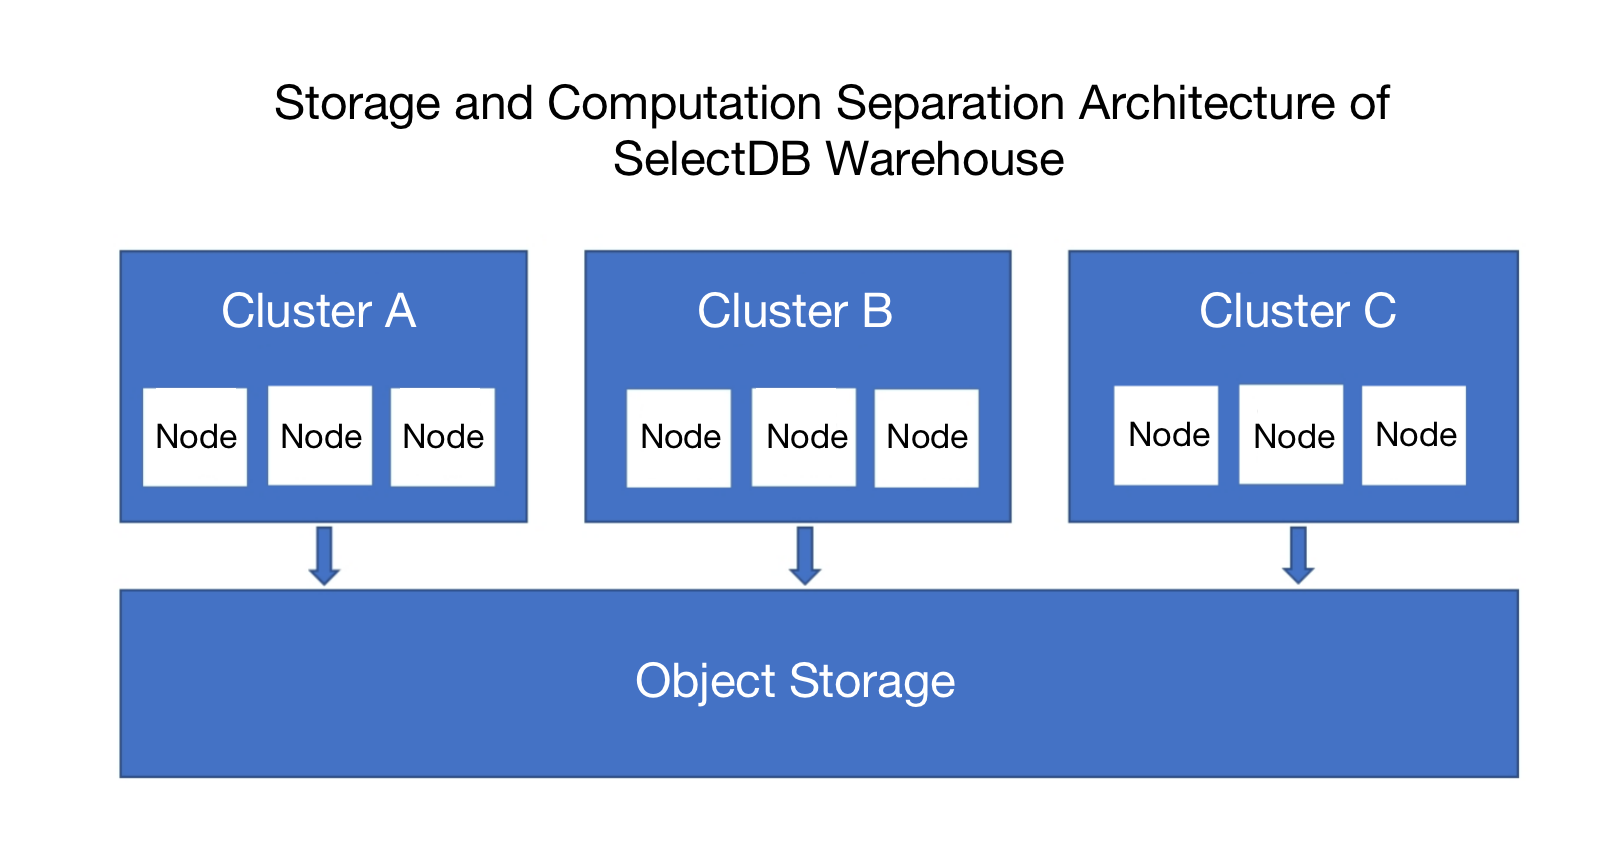 Storage and Computation Separation Architecture of
SelectDB Warehouse
Cluster A
Cluster B
Cluster C
Node Node Node
Node Node Node
Node Node Node
Object Storage